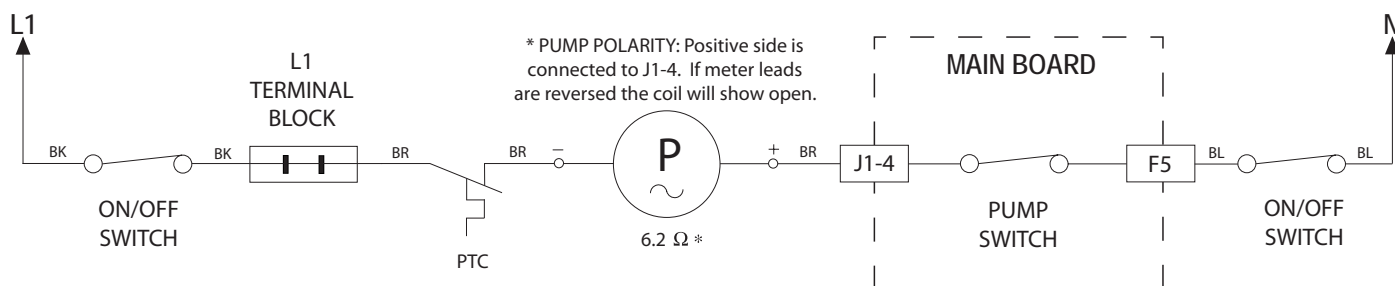 L1
N
* PUMP POLARITY: Positive side is
connected to J1-4. If meter leads
are reversed the coil will show open.
MAIN BOARD
L1
TERMINAL
BLOCK
BK
BK
BR
BR
–
P
+
BR
J1-4
F5
BL
BL
ON/OFF
SWITCH
PTC
6.2 Ω *
PUMP
SWITCH
ON/OFF
SWITCH